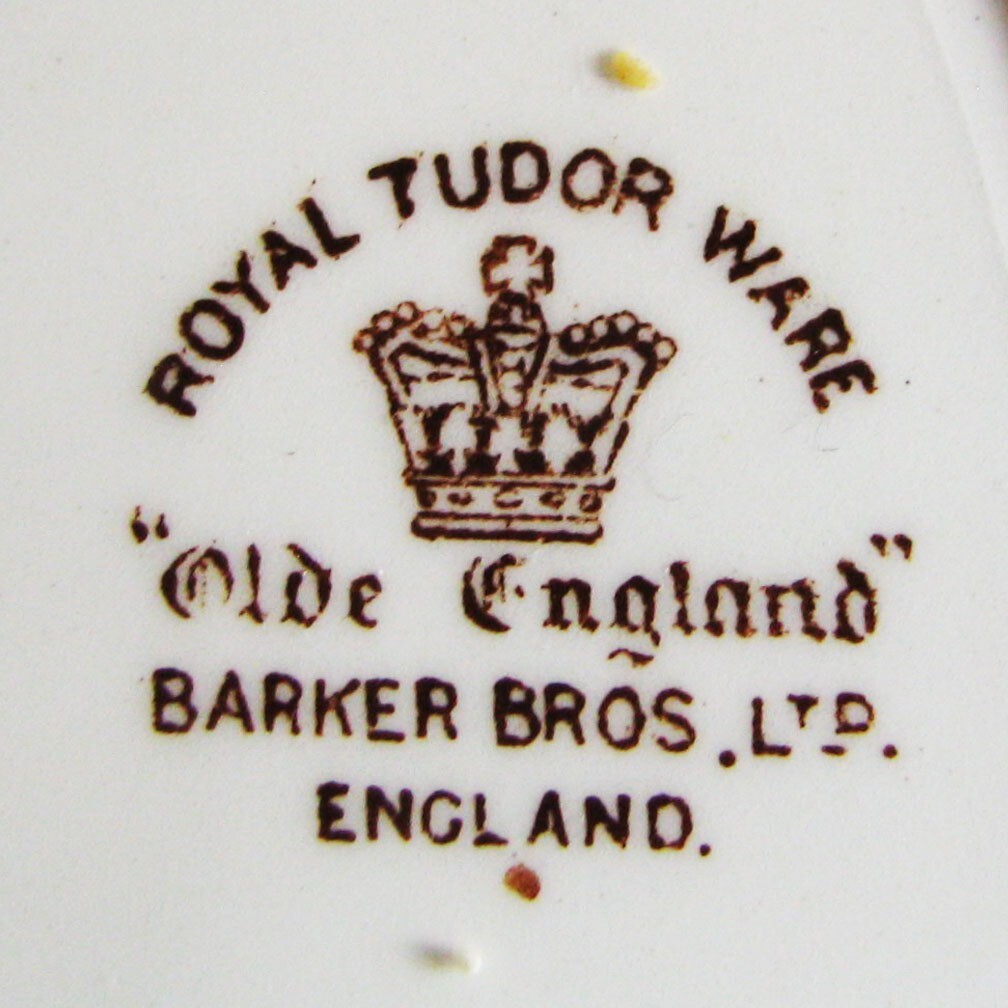 ROYAL TUDOR WARE
"Olde England"
BARKER BROS. LTD.
ENGLAND.